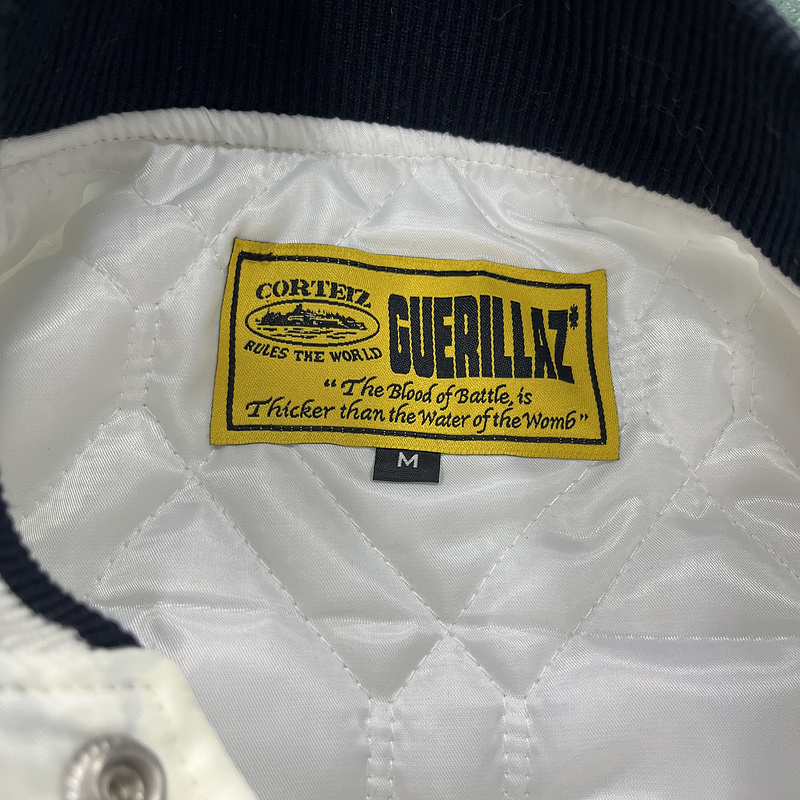 CORTEIZ
RULES THE WORLD
GUERILLAZ*
“The Blood of Battle, is
Thicker than the Water of the Womb”
M